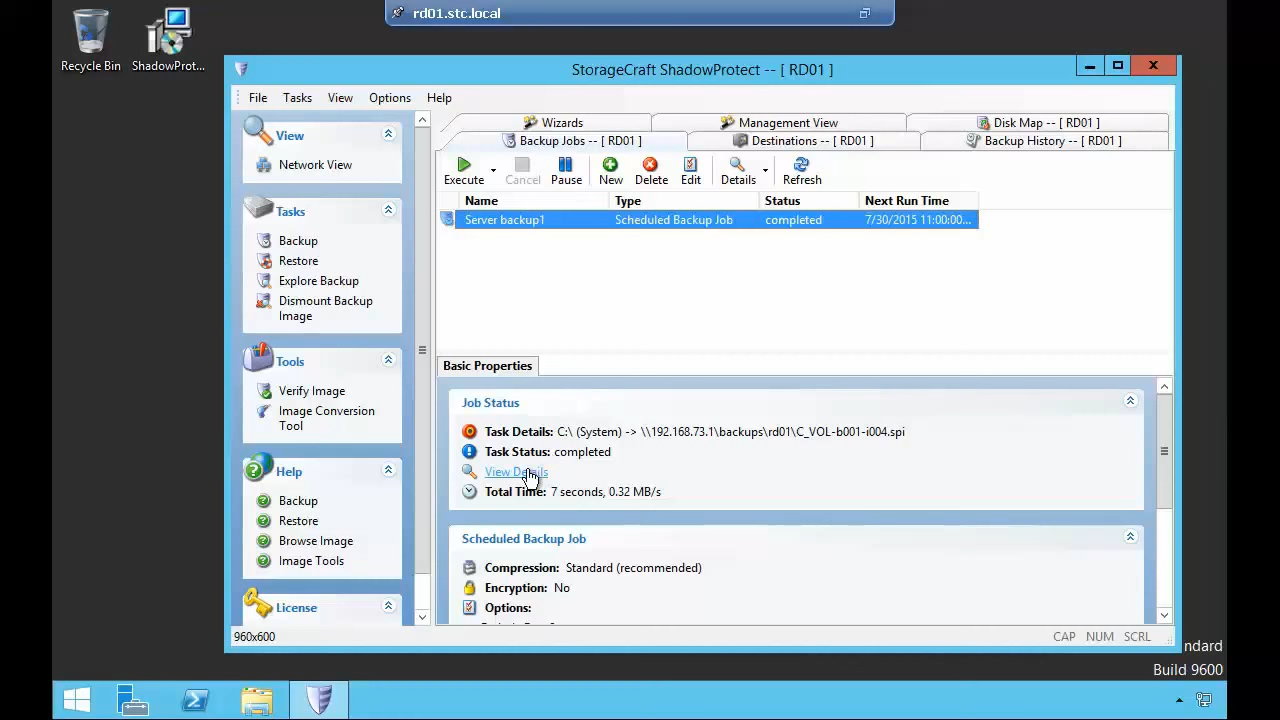 rd01.stc.local
Recycle Bin
ShadowProt...
StorageCraft ShadowProtect -- [ RD01 ]
File Tasks View Options Help
View
Network View
Tasks
Backup
Restore
Explore Backup
Dismount Backup
Image
Tools
Verify Image
Image Conversion
Tool
Help
Backup
Restore
Browse Image
Image Tools
License
Wizards
Management View
Disk Map -- [ RD01 ]
Backup Jobs -- [ RD01 ]
Destinations -- [ RD01 ]
Backup History -- [ RD01 ]
Execute Cancel Pause New Delete Edit Details Refresh
Name Type Status Next Run Time
Server backup1 Scheduled Backup Job completed 7/30/2015 11:00:00...
Basic Properties
Job Status
Task Details: C:\ (System) -> \\192.168.73.1\backups\rd01\C_VOL-b001-i004.spi
Task Status: completed
View Details
Total Time: 7 seconds, 0.32 MB/s
Scheduled Backup Job
Compression: Standard (recommended)
Encryption: No
Options:
960x600
CAP NUM SCRL
ndard
Build 9600